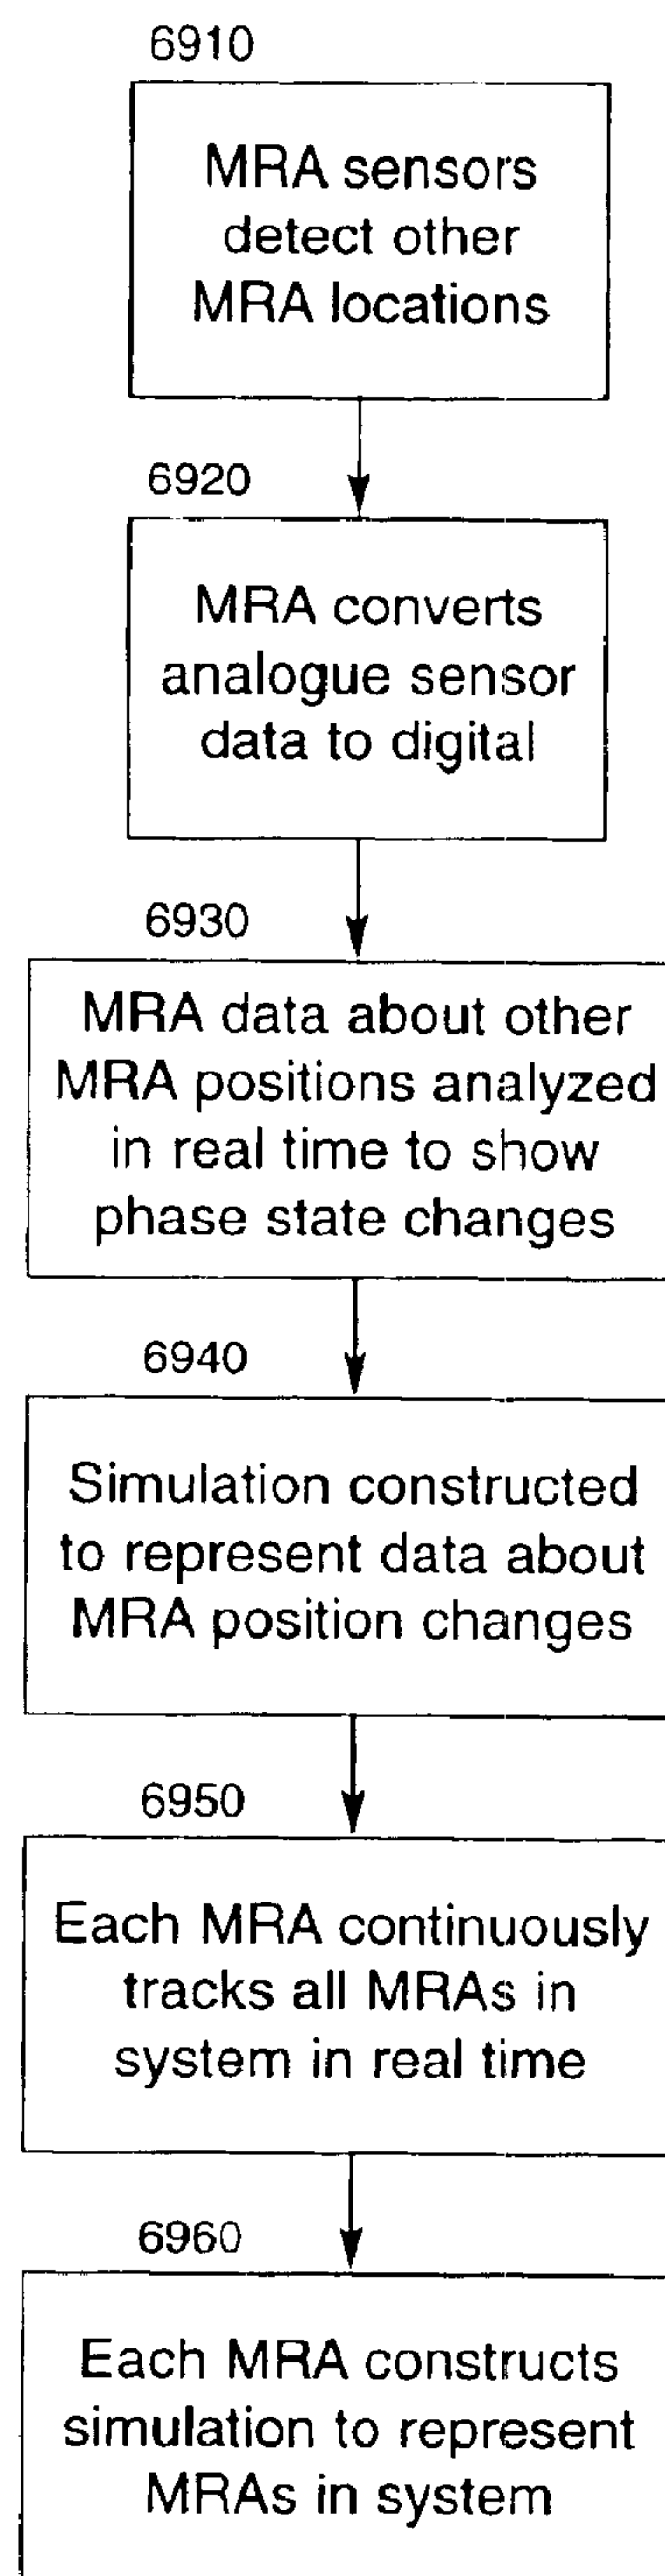 6910
MRA sensors
detect other
MRA locations
6920
MRA converts
analogue sensor
data to digital
6930
MRA data about other
MRA positions analyzed
in real time to show
phase state changes
6940
Simulation constructed
to represent data about
MRA position changes
6950
Each MRA continuously
tracks all MRAs in
system in real time
6960
Each MRA constructs
simulation to represent
MRAs in system